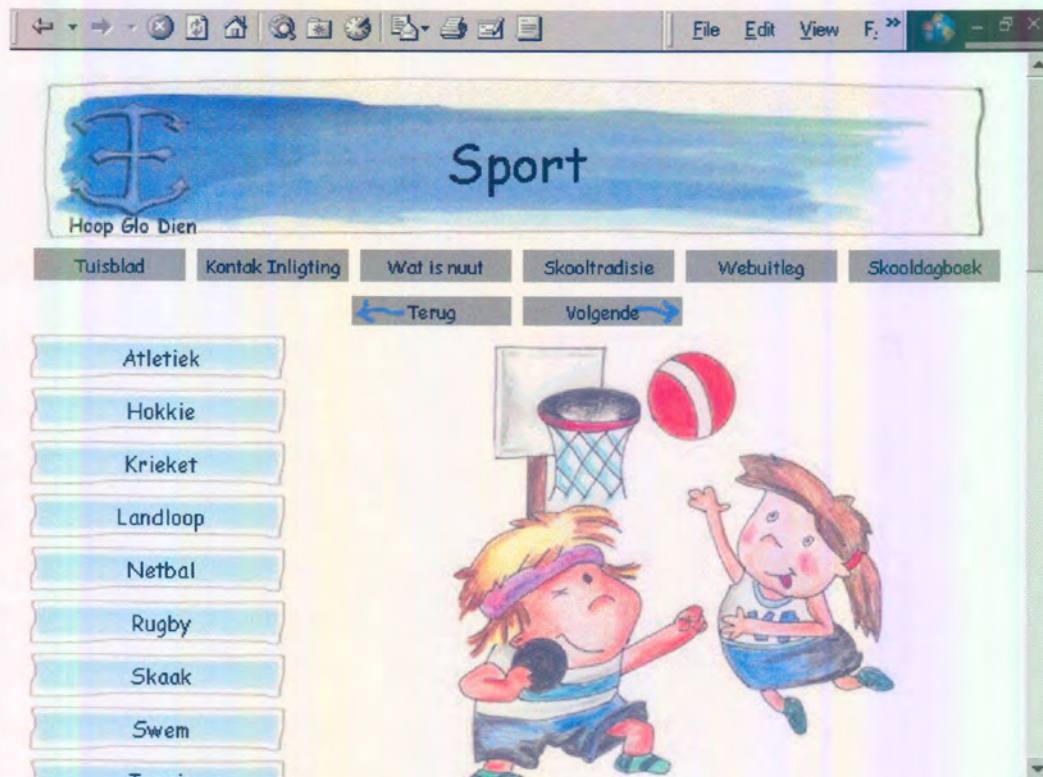 File Edit View
Sport
Hoop Glo Dien
Tuisblad Kontak Inligting Wat is nuut Skooltradisie Webuitleg Skooldagboek
Terug Volgende
Atletiek
Hokkie
Krieket
Landloop
Netbal
Rugby
Skaak
Swem